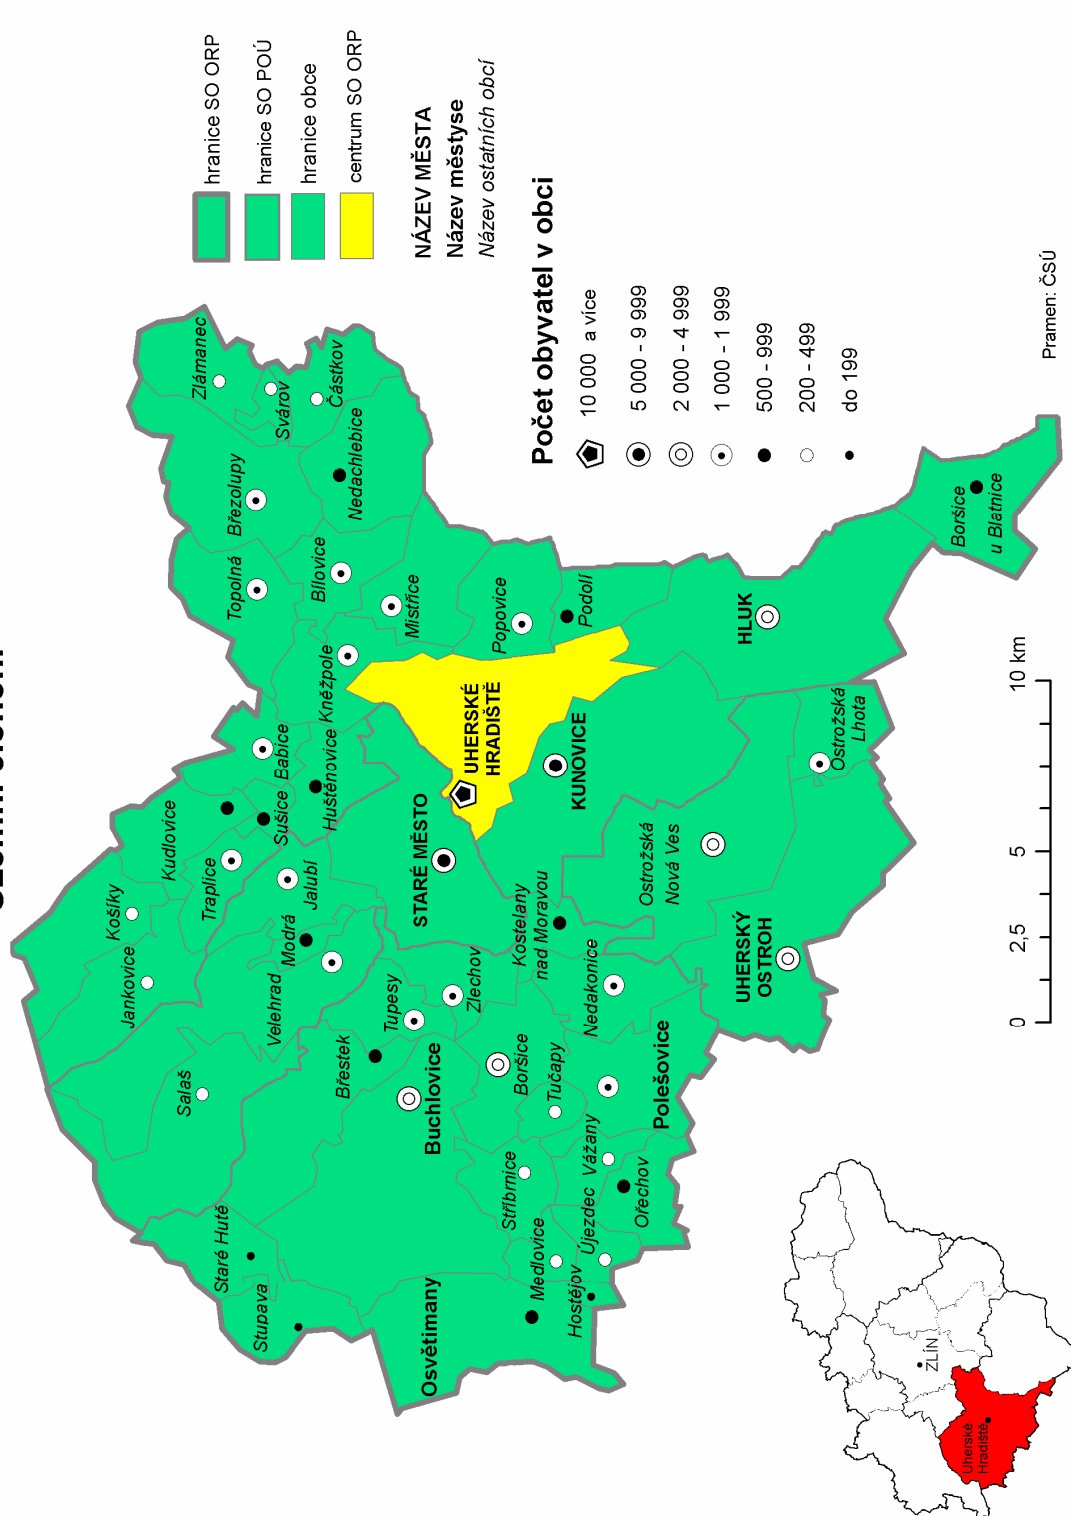 hranice SO ORP
hranice SO POÚ
hranice obce
centrum SO ORP
NÁZEV MĚSTA
Název městyse
Název ostatních obcí
Počet obyvatel v obci
10 000 a více
5 000 - 9 999
2 000 - 4 999
1 000 - 1 999
500 - 999
200 - 499
do 199
Pramen: ČSÚ
Zlámanec
Svárov
Částkov
Nedachlebice
Březolupy
Topolná
Bílovice
Mistřice
Kněžpole
Popovice
Podolí
HLUK
Boršice
u Blatnice
Babice
Huštěnovice
Sušice
Kudlovice
Traplice
Jalubí
Košíky
Jankovice
Modrá
Velehrad
Salaš
UHERSKÉ
HRADIŠTĚ
KUNOVICE
STARÉ MĚSTO
Kostelany
nad Moravou
Ostrožská
Nová Ves
Ostrožská
Lhota
UHERSKÝ
OSTROH
Nedakonice
Zlechov
Tupesy
Břestek
Buchlovice
Boršice
Tučapy
Polešovice
Vážany
Ořechov
Újezdec
Stříbrnice
Medlovice
Hostějov
Osvětimany
Staré Hutě
Stupava
0
2,5
5
10 km
ZLÍN
Uherské
Hradiště